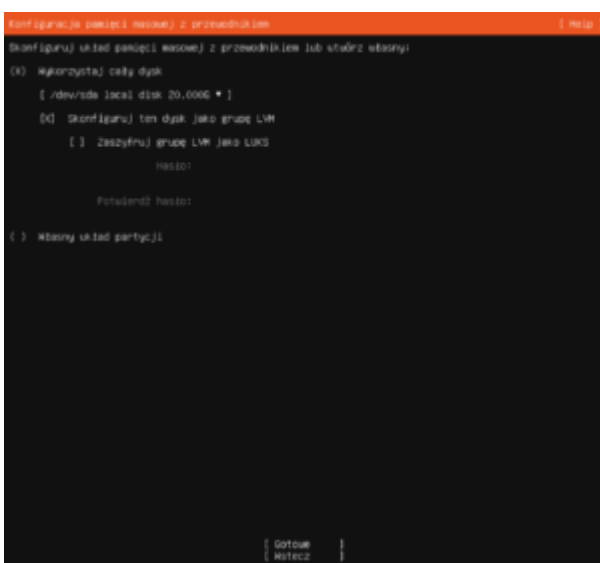 Konfiguracja pamięci masowej z przewodnikiem [ Help
Skonfiguruj układ pamięci masowej z przewodnikiem lub utwórz własny:
(X) Wykorzystaj cały dysk
[ /dev/sda local disk 20.000G ▾ ]
[X] Skonfiguruj ten dysk jako grupę LVM
[ ] Zaszyfruj grupę LVM jako LUKS
Hasło:
Potwierdź hasło:
( ) Własny układ partycji
[ Gotowe ]
[ Wstecz ]